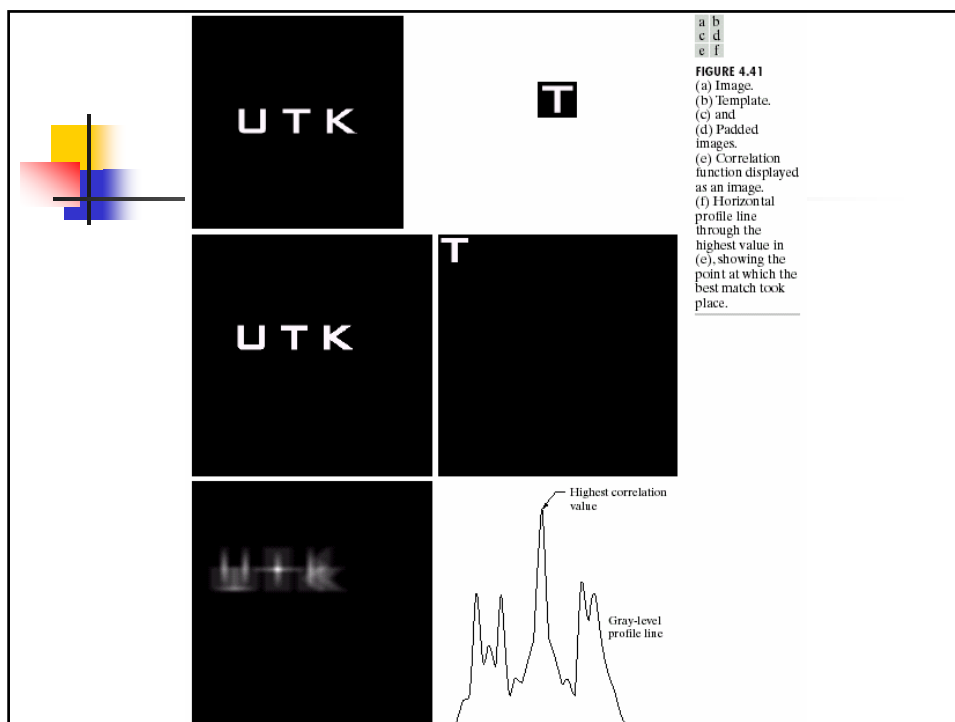 U T K
T
a b
c d
e f
FIGURE 4.41
(a) Image.
(b) Template.
(c) and
(d) Padded
images.
(e) Correlation
function displayed
as an image.
(f) Horizontal
profile line
through the
highest value in
(e), showing the
point at which the
best match took
place.
U T K
T
U T K
Highest correlation
value
Gray-level
profile line